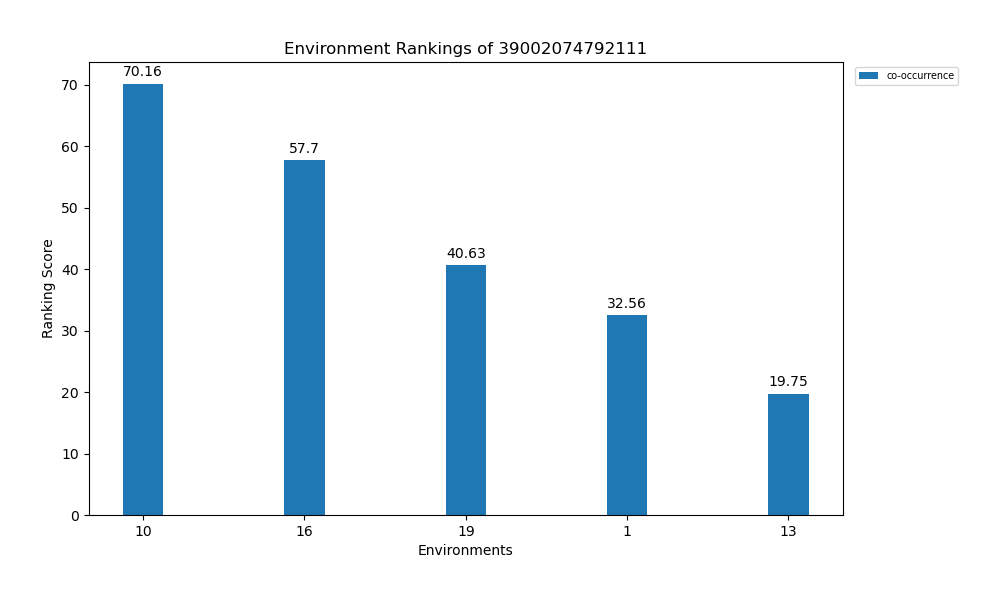 Environment Rankings of 39002074792111
co-occurrence
Ranking Score
70
60
50
40
30
20
10
0
70.16
57.7
40.63
32.56
19.75
10 16 19 1 13
Environments